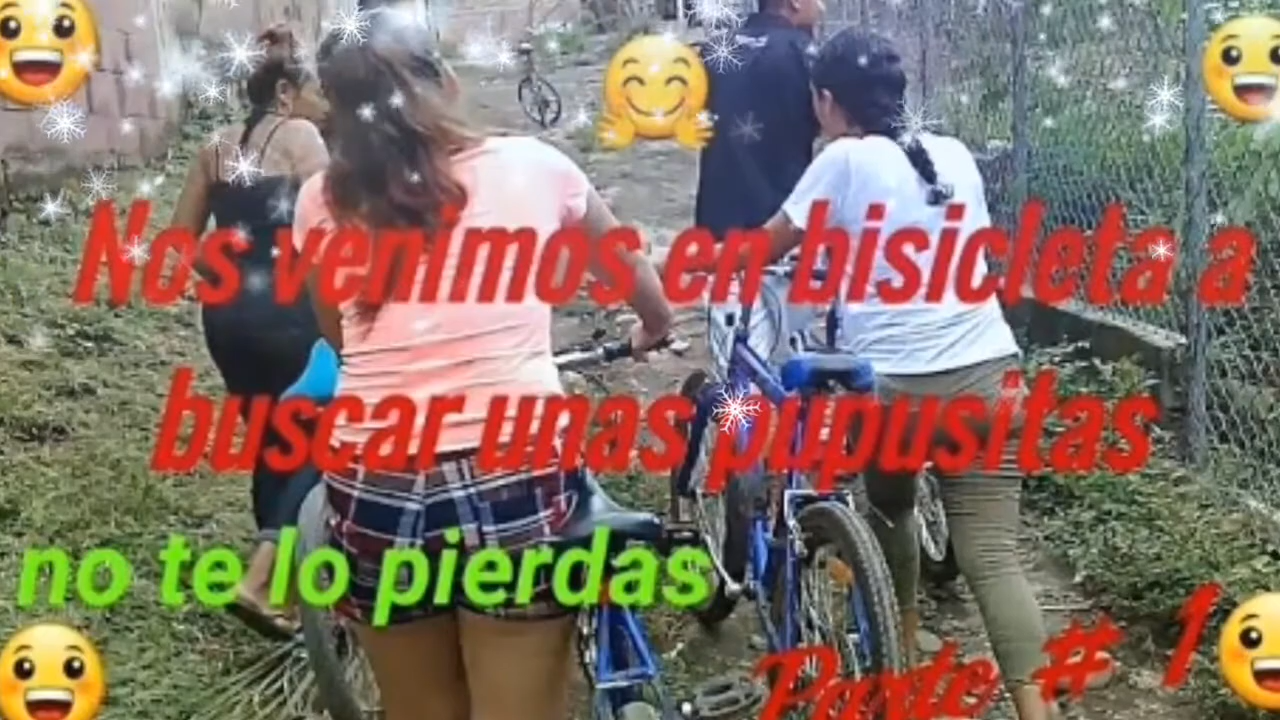 Nos venimos en bisicleta a
buscar unas pupusitas
no te lo pierdas
Parte # 1